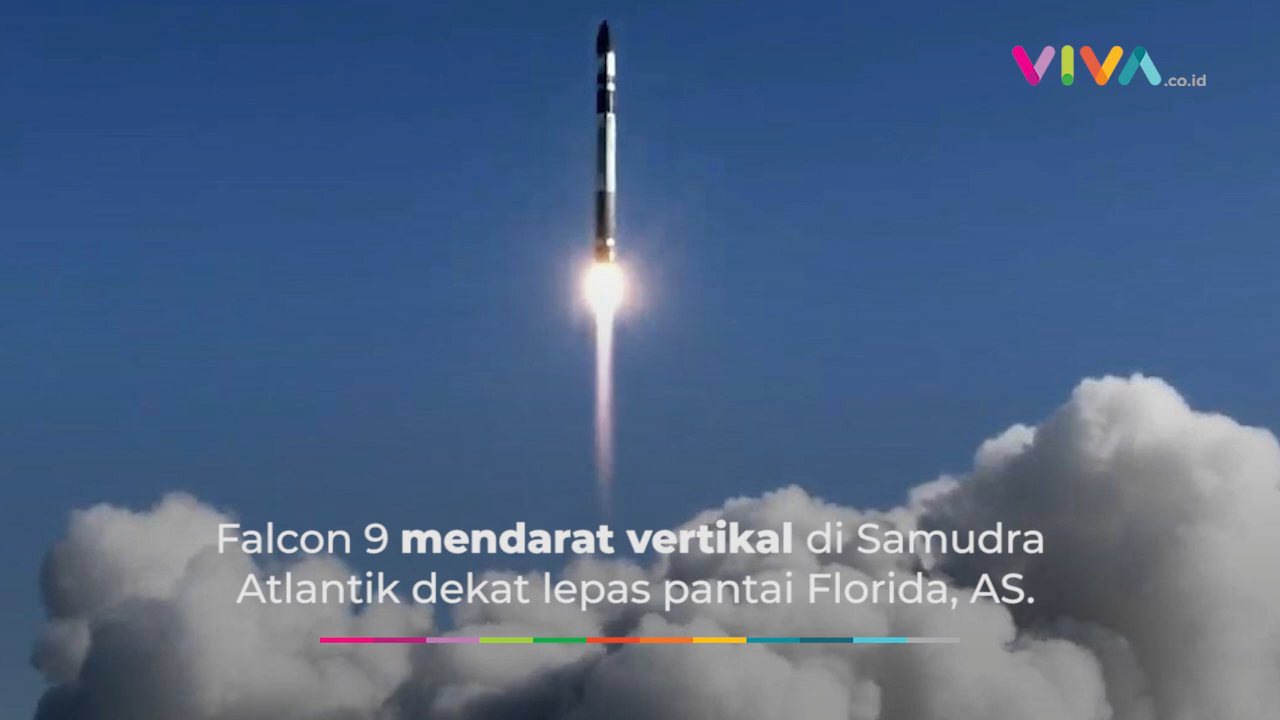 VIVA.co.id
Falcon 9 mendarat vertikal di Samudra
Atlantik dekat lepas pantai Florida, AS.